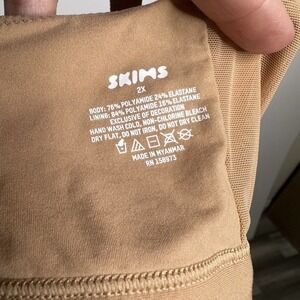 SKIMS
2X
BODY: 76% POLYAMIDE 24% ELASTANE
LINING: 84% POLYAMIDE 16% ELASTANE
EXCLUSIVE OF DECORATION
HAND WASH COLD, NON-CHLORINE BLEACH
DRY FLAT, DO NOT IRON, DO NOT DRY CLEAN
MADE IN MYANMAR
RN 158973